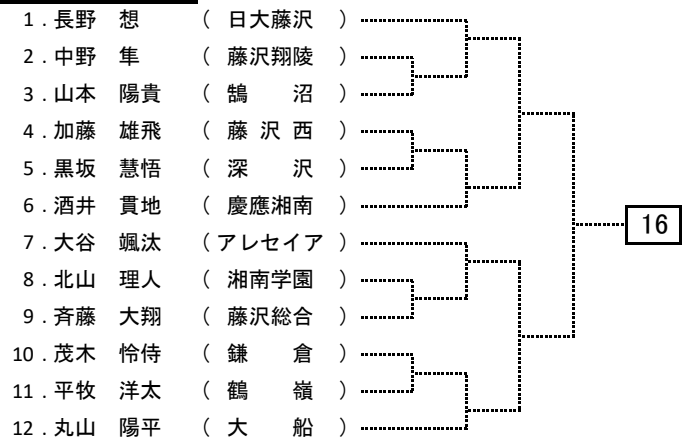 1．長野　想　（　日大藤沢　）
2．中野　隼　（　藤沢翔陵　）
3．山本　陽貴　（　鵠　沼　）
4．加藤　雄飛　（　藤 沢 西　）
5．黒坂　慧悟　（　深　沢　）
6．酒井　貫地　（　慶應湘南　）
7．大谷　颯汰　（ アレセイア ）
16
8．北山　理人　（　湘南学園　）
9．斉藤　大翔　（　藤沢総合　）
10．茂木　怜侍　（　鎌　倉　）
11．平牧　洋太　（　鶴　嶺　）
12．丸山　陽平　（　大　船　）